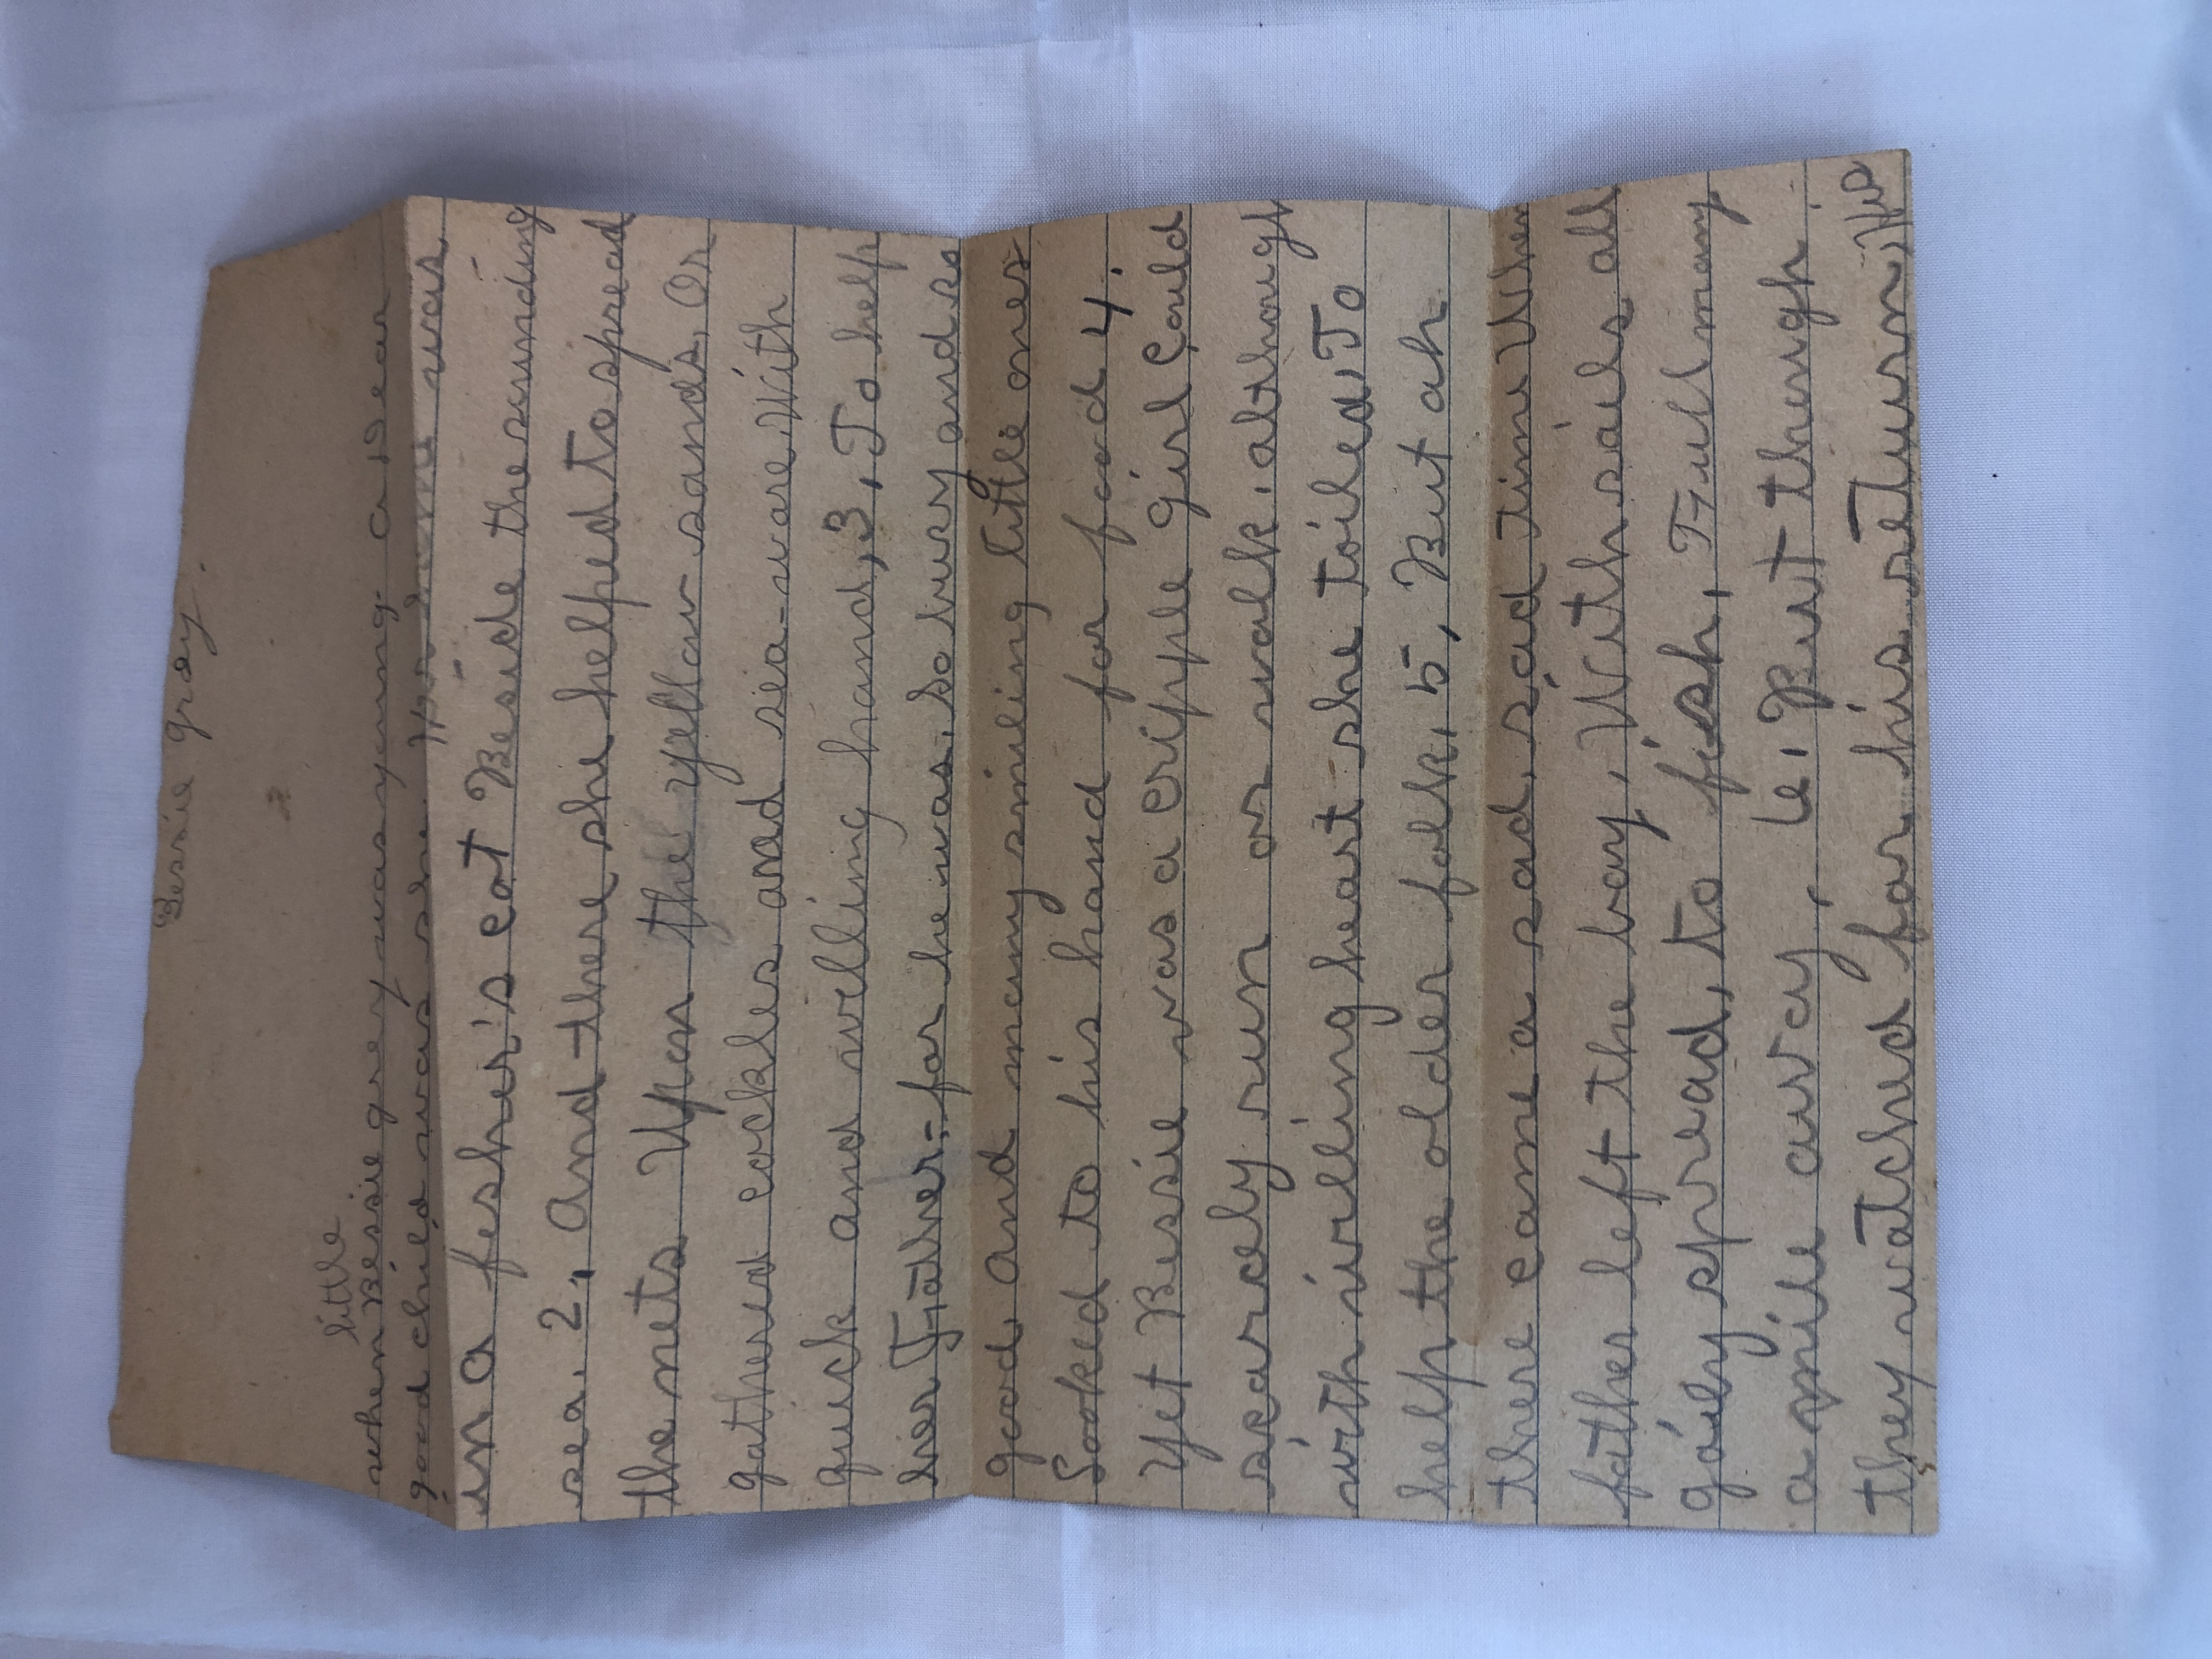 Bessie gray.
little
when Bessie grey was young. a Dear
good child was she. Her home was
in a fesher's cot Beside the sounding
sea. 2, And there she helped to spread
the nets Upon the yellow sands, Or
gathered cockles and sea-ware, With
quick and willing hand, 3, To help
her Father,- for he was. So busy and so
good, And many smiling little ones
Looked to his hand for food 4.
Yet Bessie was a cripple Girl Could
scarcely run or walk, although
with willing heart she toiled, To
help the older folk, 5, But ah
there came a sad, sad time When
father left the bay, With sails all
gaily spread, to fish, Full many
a mile away, 6, But though
they watched for his return, His